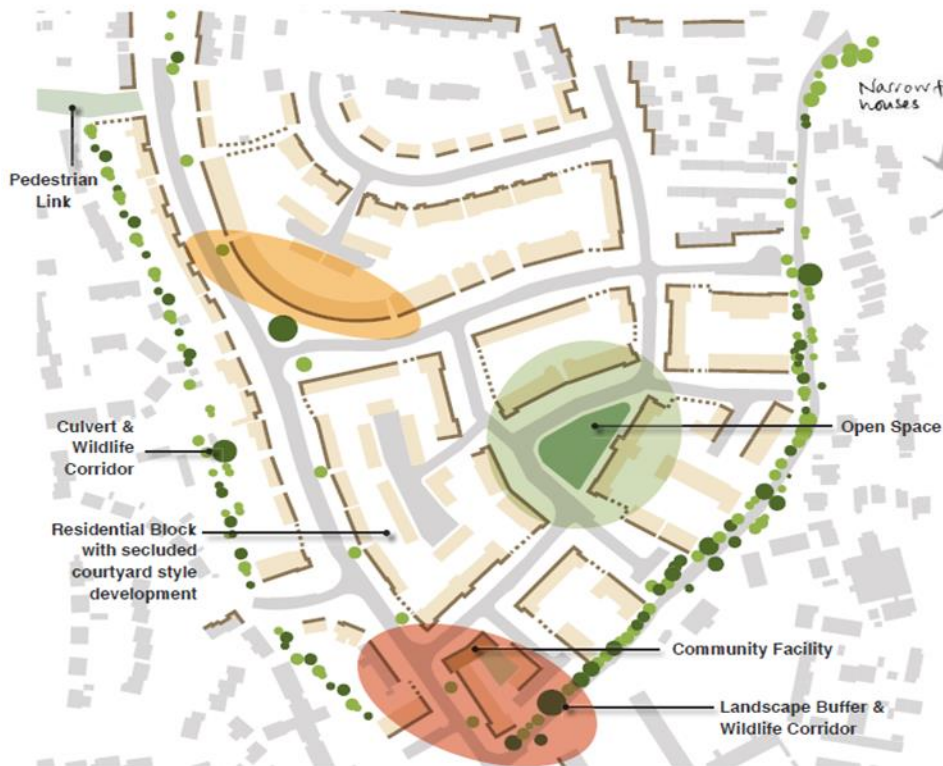 Narrow f
houses
Pedestrian
Link
Culvert &
Wildlife
Corridor
Open Space
Residential Block
with secluded
courtyard style
development
Community Facility
Landscape Buffer &
Wildlife Corridor